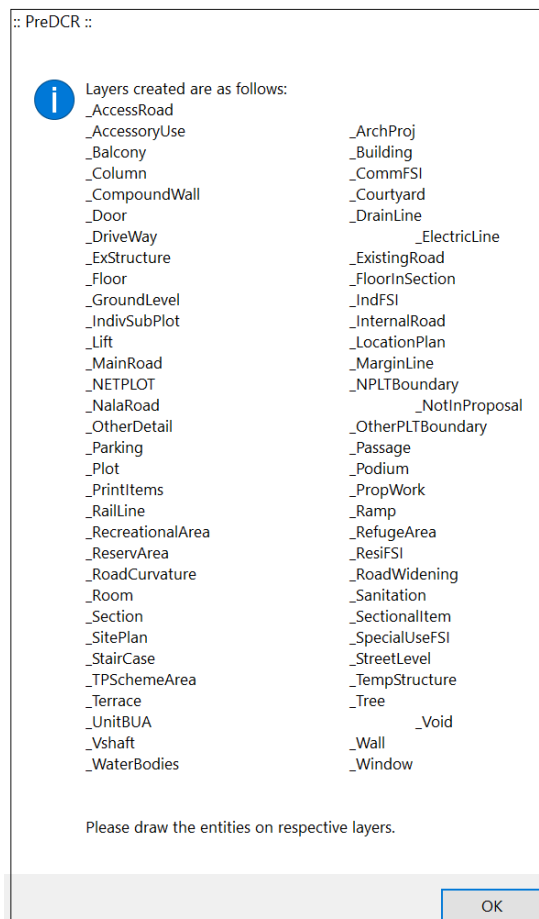 :: PreDCR ::
Layers created are as follows:
_AccessRoad
_AccessoryUse _ArchProj
_Balcony _Building
_Column _CommFSI
_CompoundWall _Courtyard
_Door _DrainLine
_DriveWay _ElectricLine
_ExStructure _ExistingRoad
_Floor _FloorInSection
_GroundLevel _IndFSI
_IndivSubPlot _InternalRoad
_Lift _LocationPlan
_MainRoad _MarginLine
_NETPLOT _NPLTBoundary
_NalaRoad _NotInProposal
_OtherDetail _OtherPLTBoundary
_Parking _Passage
_Plot _Podium
_PrintItems _PropWork
_RailLine _Ramp
_RecreationalArea _RefugeArea
_ReservArea _ResiFSI
_RoadCurvature _RoadWidening
_Room _Sanitation
_Section _SectionalItem
_SitePlan _SpecialUseFSI
_StairCase _StreetLevel
_TPSchemeArea _TempStructure
_Terrace _Tree
_UnitBUA _Void
_Vshaft _Wall
_WaterBodies _Window
Please draw the entities on respective layers.
OK